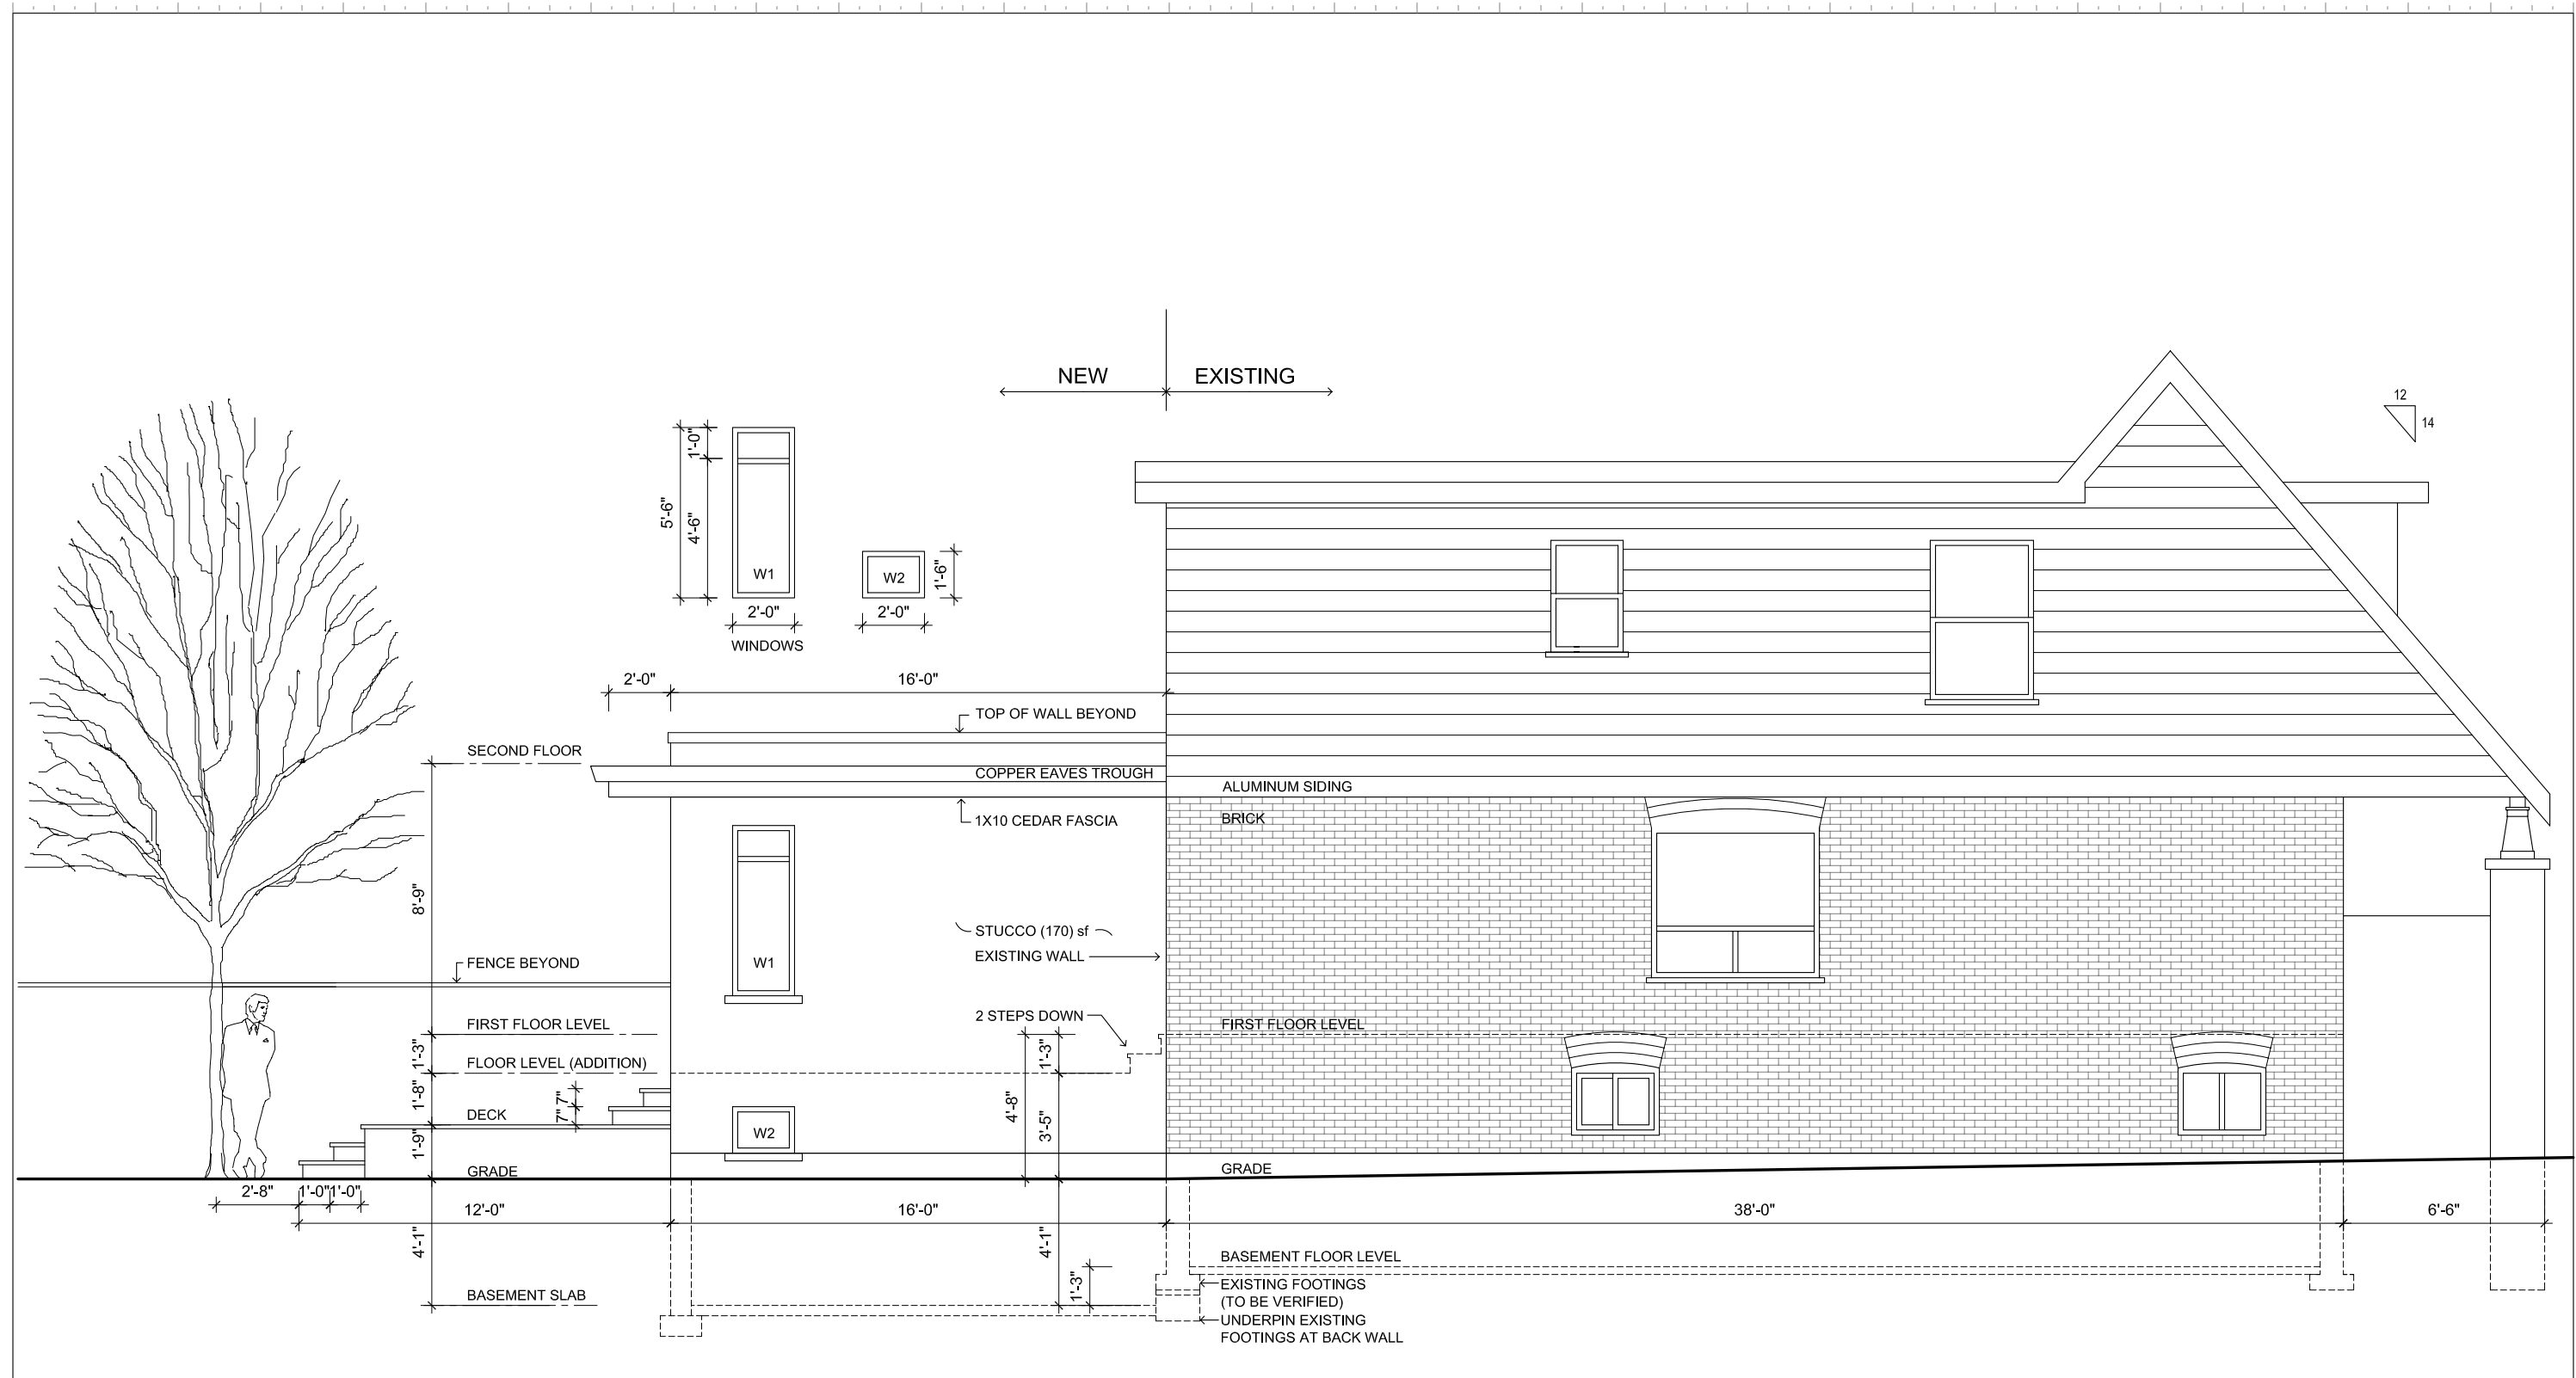 NEW EXISTING
12
14
1'-0"
5'-6"
4'-6"
W1
W2
1'-6"
2'-0"
2'-0"
WINDOWS
2'-0"
16'-0"
TOP OF WALL BEYOND
SECOND FLOOR
COPPER EAVES TROUGH
ALUMINUM SIDING
1X10 CEDAR FASCIA
BRICK
8'-9"
STUCCO (170) sf
EXISTING WALL
W1
FENCE BEYOND
2 STEPS DOWN
FIRST FLOOR LEVEL
FIRST FLOOR LEVEL
1'-3"
1'-3"
FLOOR LEVEL (ADDITION)
1'-8"
7" 7"
4'-8"
DECK
3'-5"
W2
1'-9"
GRADE
GRADE
2'-8"
1'-0"
1'-0"
12'-0"
16'-0"
38'-0"
6'-6"
4'-1"
4'-1"
BASEMENT FLOOR LEVEL
1'-3"
EXISTING FOOTINGS
(TO BE VERIFIED)
BASEMENT SLAB
UNDERPIN EXISTING
FOOTINGS AT BACK WALL